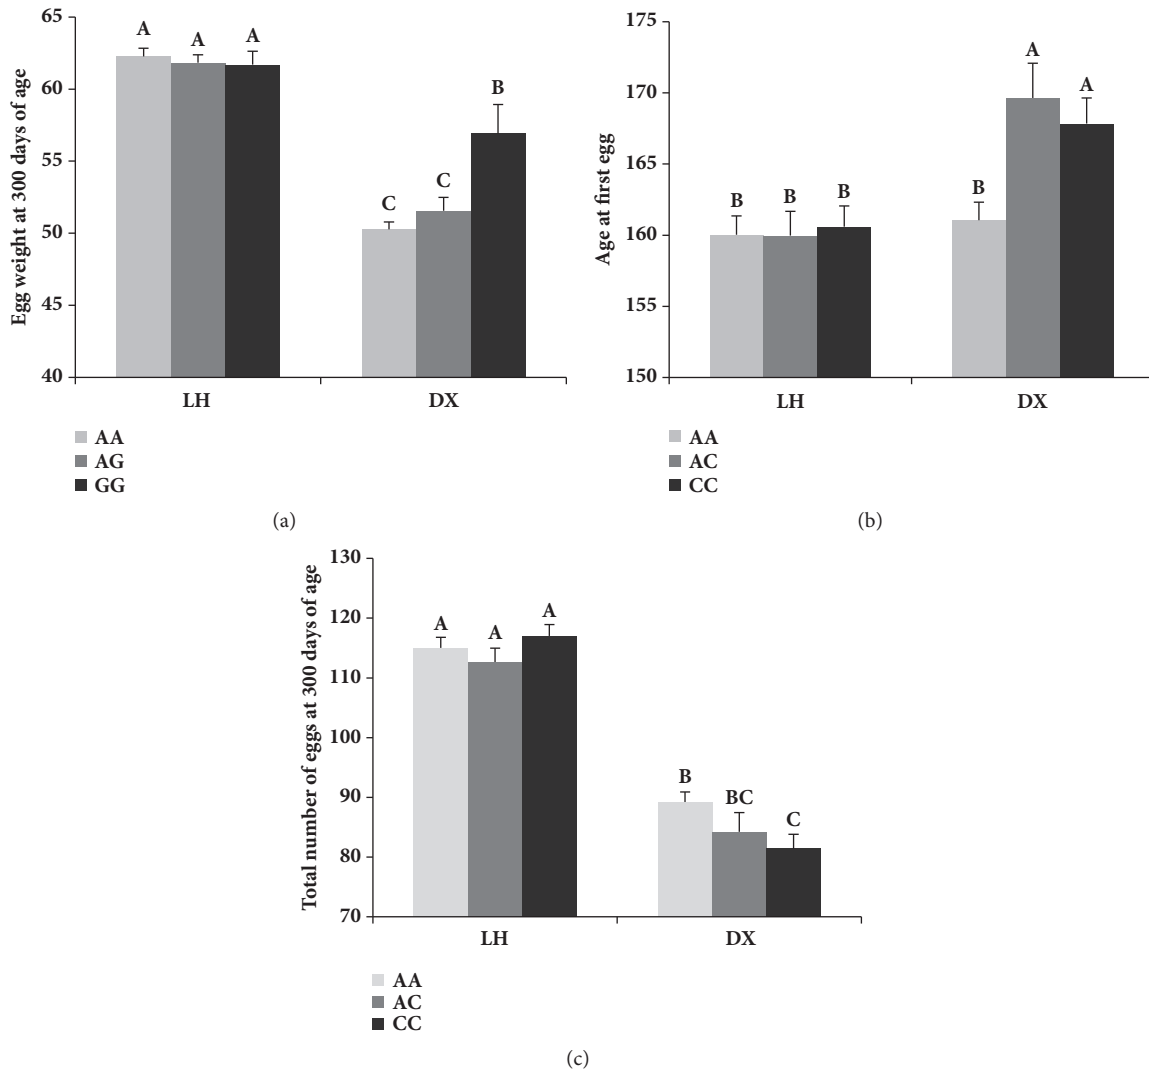 Egg weight at 300 days of age
65
60
55
50
45
40
A
A
A
C
C
B
LH
DX
AA
AG
GG
(a)
Age at first egg
175
170
165
160
155
150
B
B
B
B
A
A
LH
DX
AA
AC
CC
(b)
Total number of eggs at 300 days of age
130
120
110
100
90
80
70
A
A
A
B
BC
C
LH
DX
AA
AC
CC
(c)